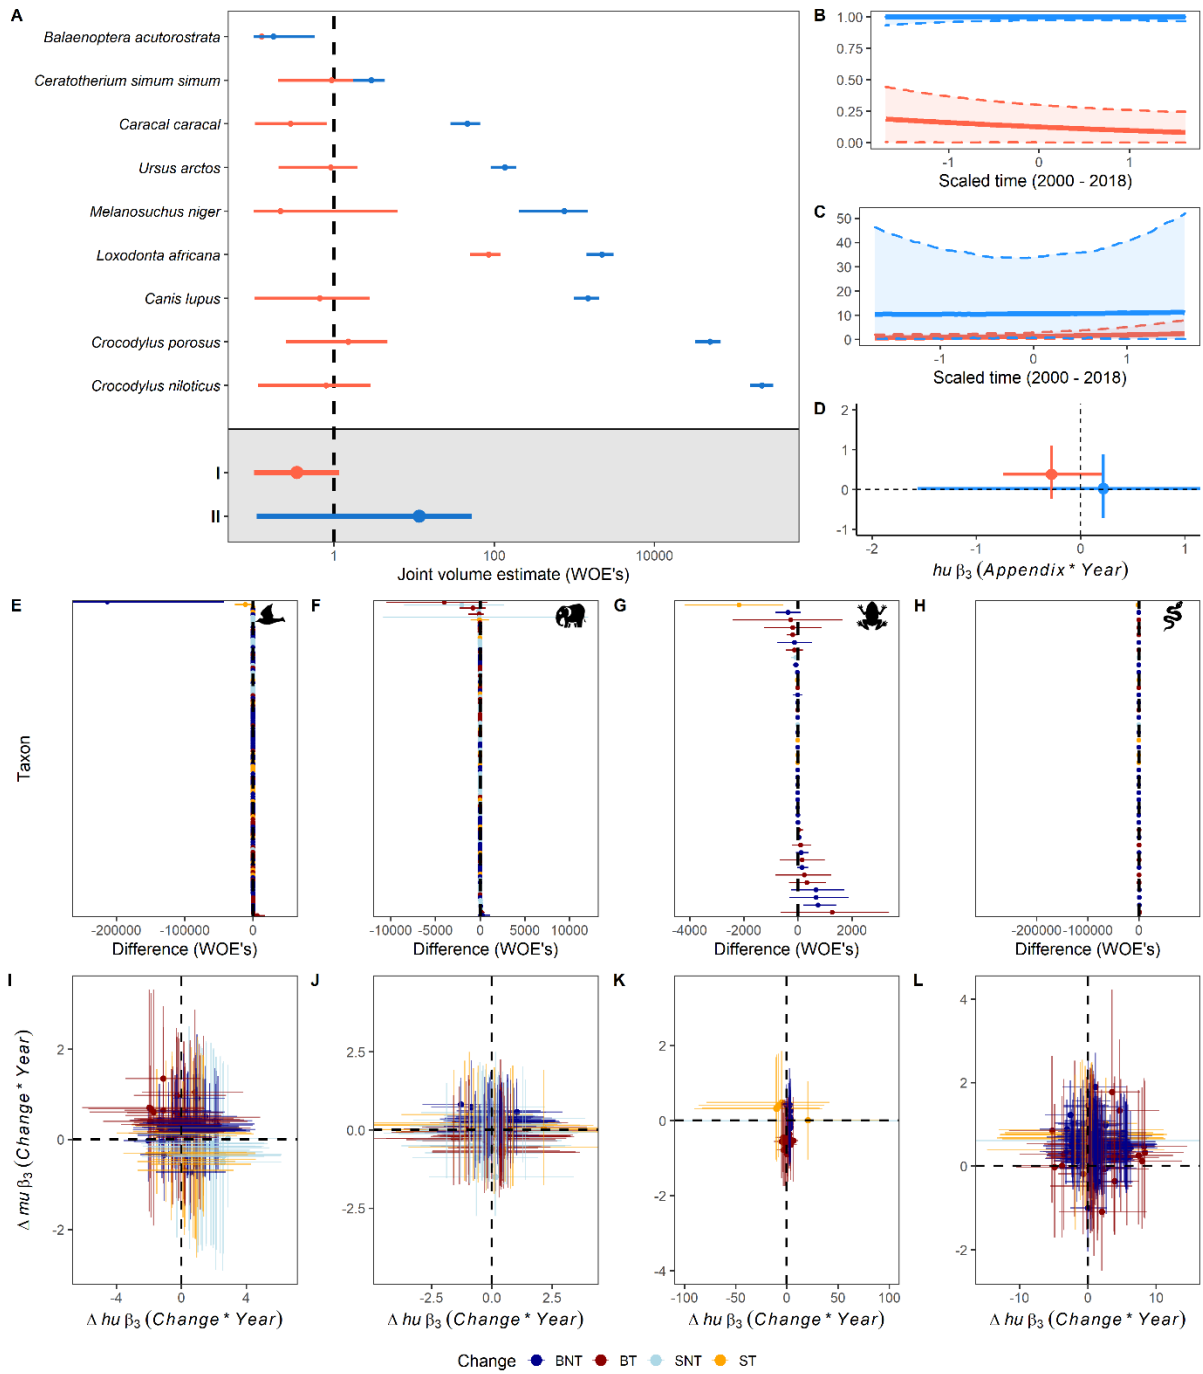 A
Balaenoptera acutorostrata
Ceratotherium simum simum
Caracal caracal
Ursus arctos
Melanosuchus niger
Loxodonta africana
Canis lupus
Crocodylus porosus
Crocodylus niloticus
I
II
1 100 10000
Joint volume estimate (WOE's)
B
1.00
0.75
0.50
0.25
0.00
-1 0 1
Scaled time (2000 - 2018)
C
50
40
30
20
10
0
-1 0 1
Scaled time (2000 - 2018)
D
2
1
0
-1
-2 -1 0 1
hu β3 (Appendix * Year)
E F G H
Taxon
-200000 -100000 0
Difference (WOE's)
-10000 -5000 0 5000 10000
Difference (WOE's)
-4000 -2000 0 2000
Difference (WOE's)
-200000 -100000 0
Difference (WOE's)
I J K L
Δ mu β3 (Change * Year)
2
0
-2
-4 0 4
Δ hu β3 (Change * Year)
2.5
0.0
-2.5
-2.5 0.0 2.5
Δ hu β3 (Change * Year)
2
0
-2
-4
-100 -50 0 50 100
Δ hu β3 (Change * Year)
4
2
0
-2
-10 0 10
Δ hu β3 (Change * Year)
Change BNT BT SNT ST